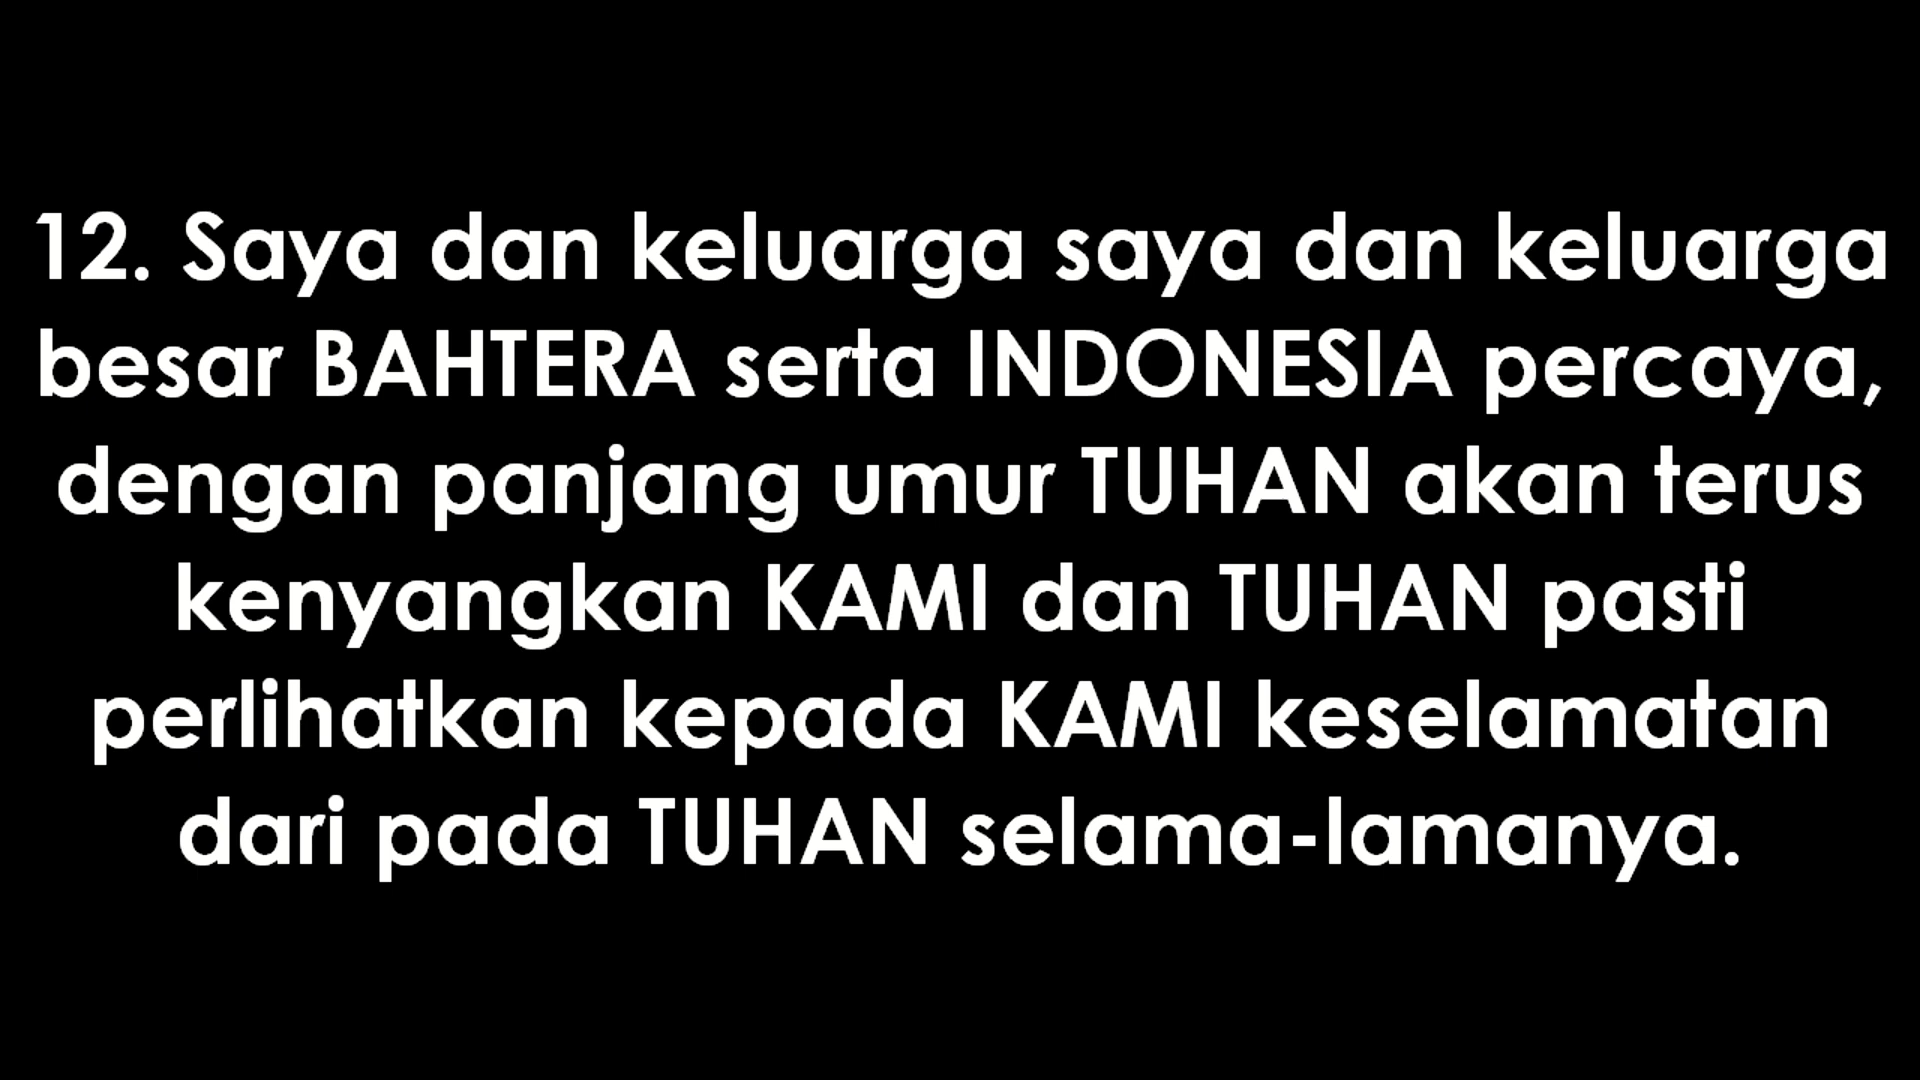 12. Saya dan keluarga saya dan keluarga
besar BAHTERA serta INDONESIA percaya,
dengan panjang umur TUHAN akan terus
kenyangkan KAMI dan TUHAN pasti
perlihatkan kepada KAMI keselamatan
dari pada TUHAN selama-lamanya.